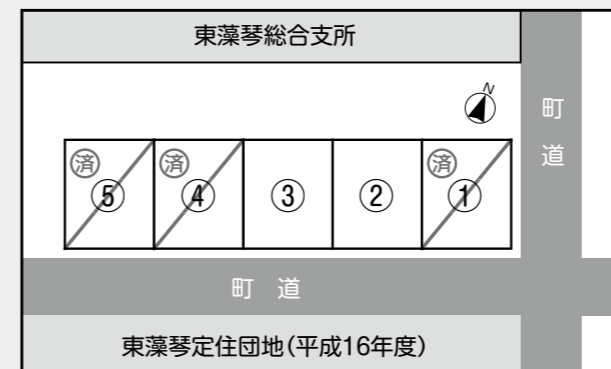 東藻琴総合支所
N
町
道
済 済 済
⑤ ④ ③ ② ①
町 道
東藻琴定住団地(平成16年度)